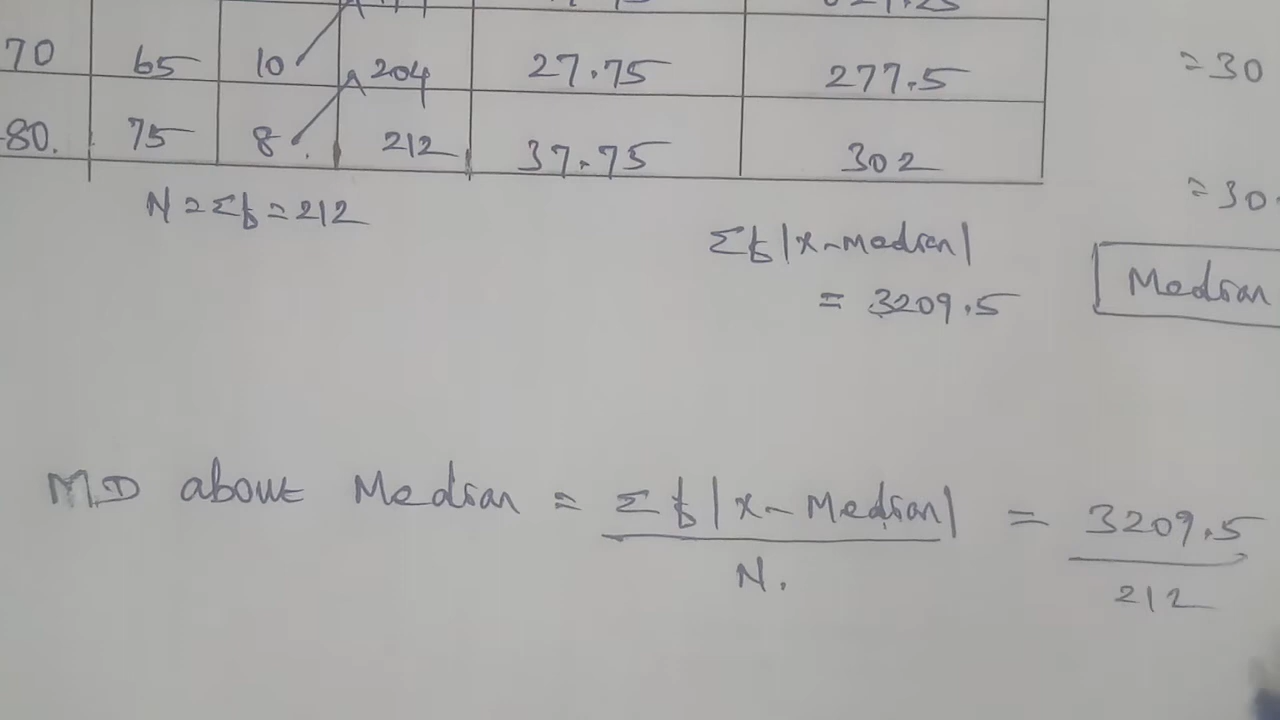 70 65 10 204 27.75 277.5
-80. 75 8 212 37.75 302
N = Σf = 212
Σf |x - Median|
= 3209.5
= 30
= 30.
Median
MD about Median = Σf |x - Median| / N. = 3209.5 / 212